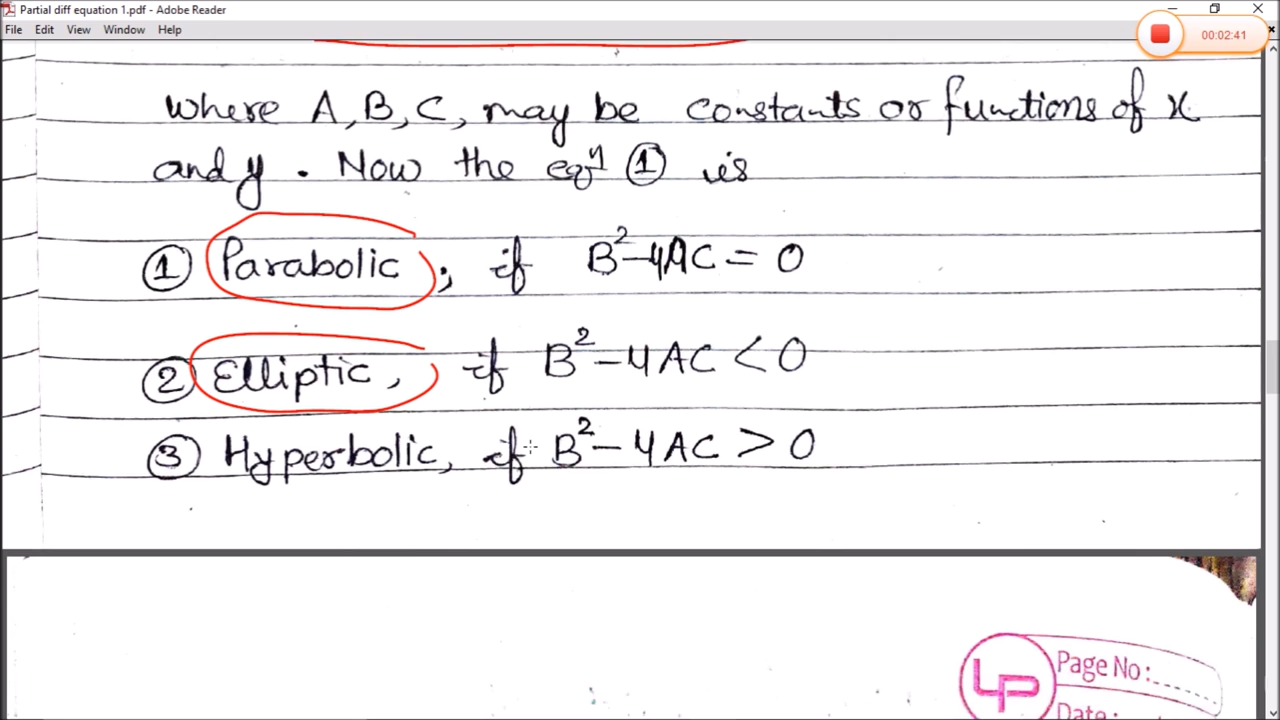 Partial diff equation 1.pdf - Adobe Reader
File Edit View Window Help
00:02:41
where A, B, C, may be constants or functions of x
and y. Now the eqn ① is
① Parabolic; if B²-4AC = 0
② Elliptic, if B²-4AC < 0
③ Hyperbolic, if B²-4AC > 0
LP
Page No:
Date: